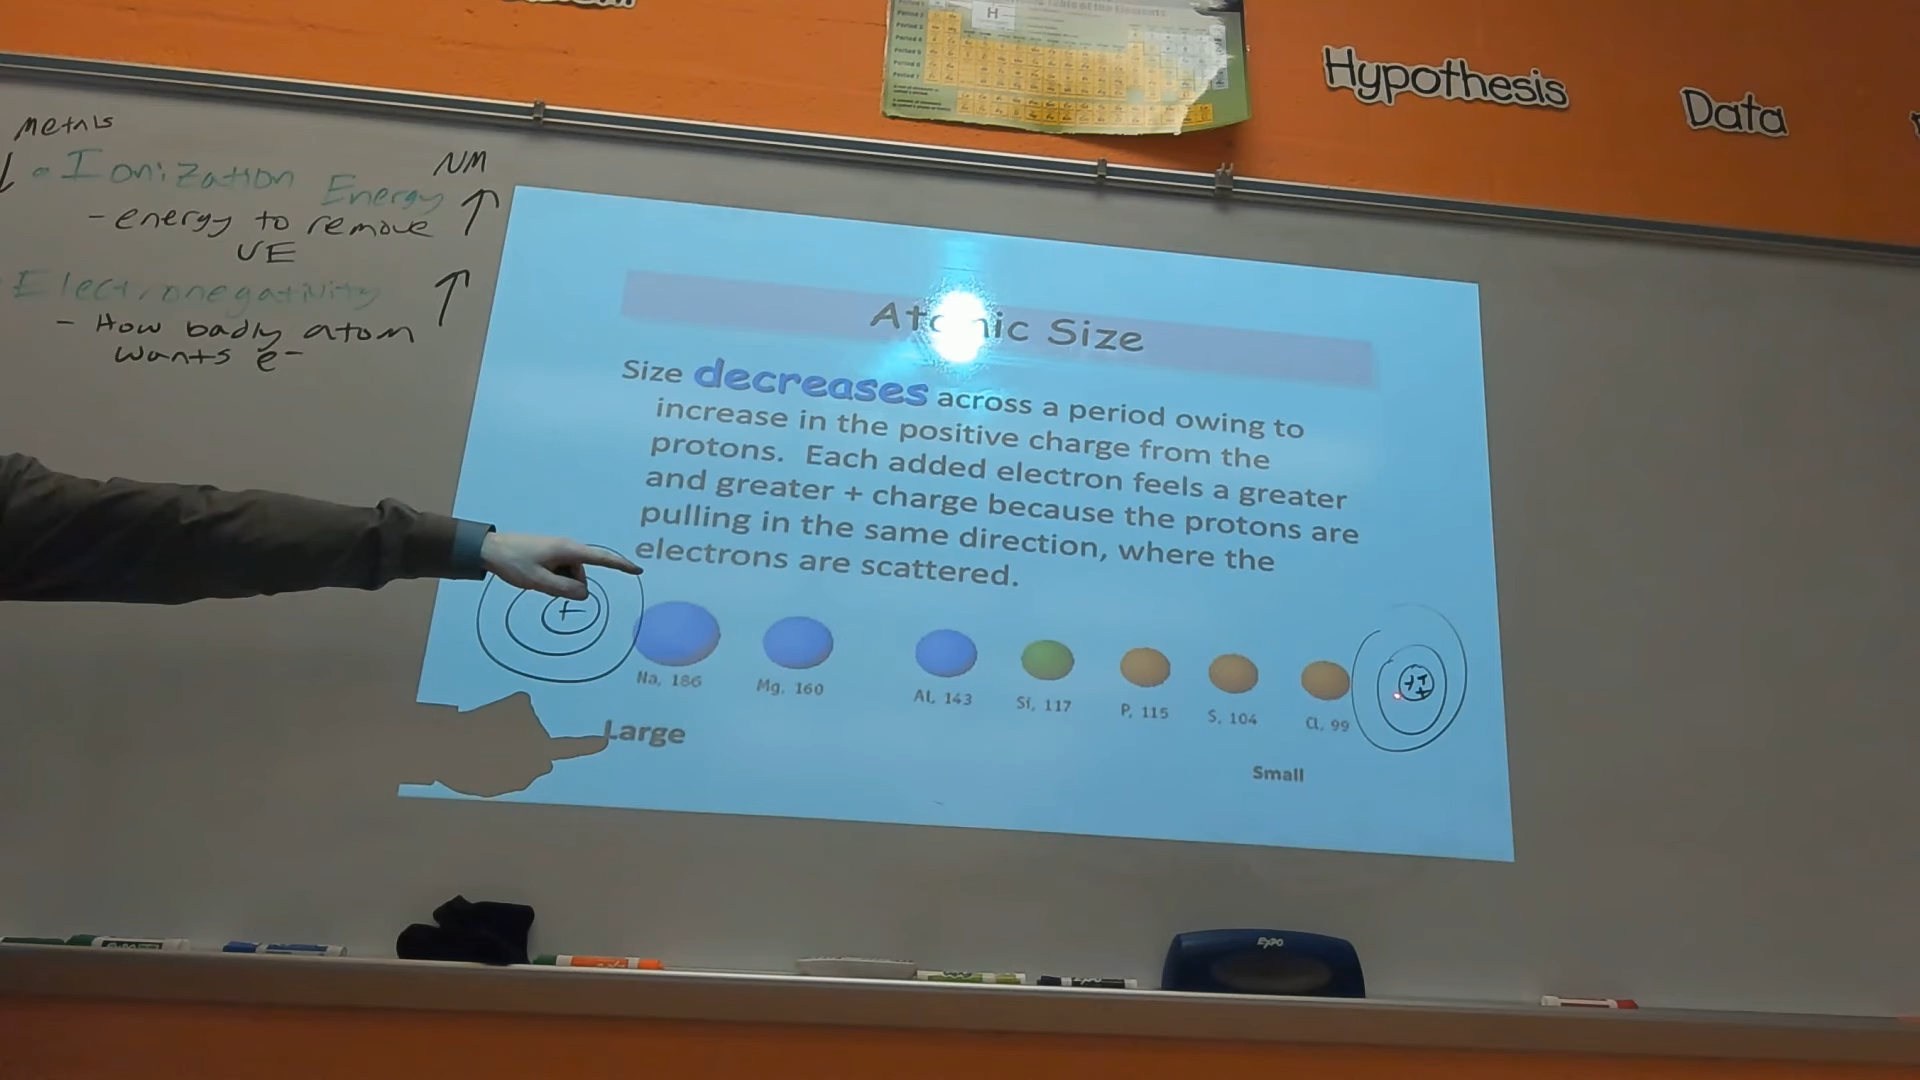 Hypothesis
Data
H
metals
NM
Ionization Energy
- energy to remove
VE
Electronegativity
- How badly atom
wants e-
Atomic Size
Size decreases across a period owing to
increase in the positive charge from the
protons. Each added electron feels a greater
and greater + charge because the protons are
pulling in the same direction, where the
electrons are scattered.
+
Na, 186
Mg, 160
Al, 143
Si, 117
P, 115
S, 104
Cl, 99
Large
Small
EXPO